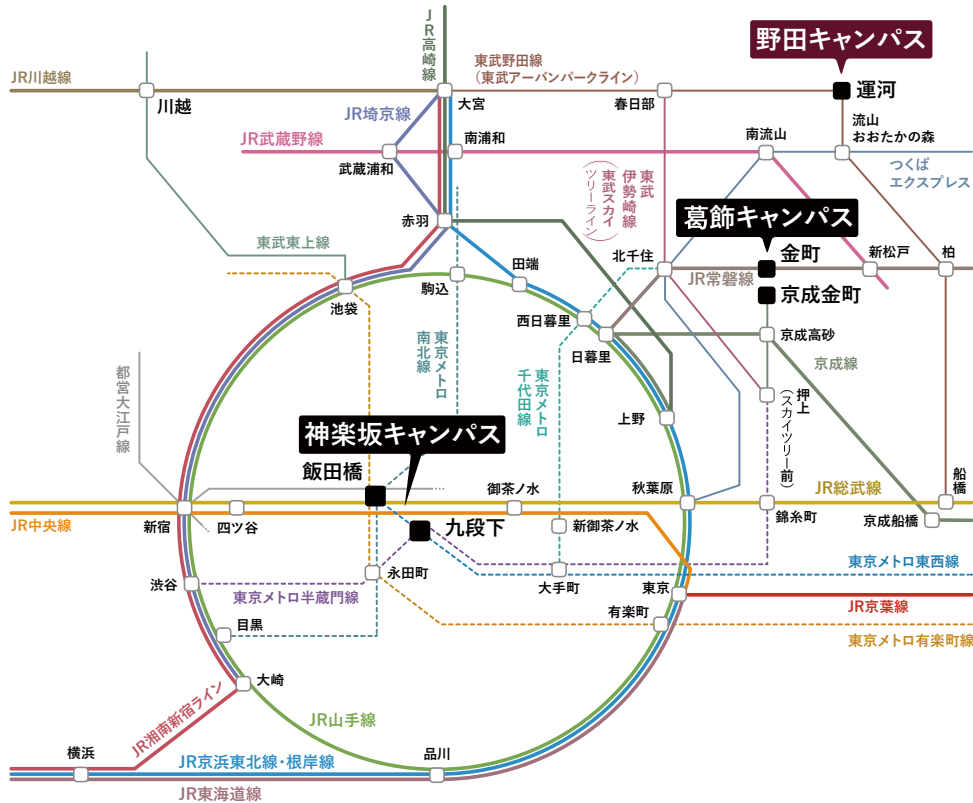 JR高崎線
野田キャンパス
東武野田線
(東武アーバンパークライン)
JR川越線
川越
大宮
春日部
運河
JR埼京線
流山
おおたかの森
JR武蔵野線
南浦和
南流山
武蔵浦和
つくば
エクスプレス
東武
伊勢崎線
(東武スカイ
ツリーライン)
葛飾キャンパス
赤羽
東武東上線
田端
北千住
金町
新松戸
柏
JR常磐線
駒込
池袋
京成金町
西日暮里
日暮里
京成高砂
東京メトロ
南北線
京成線
都営大江戸線
東京メトロ
千代田線
押上
(スカイツリー前)
上野
神楽坂キャンパス
飯田橋
船橋
御茶ノ水
秋葉原
JR総武線
JR中央線
新宿
四ツ谷
九段下
新御茶ノ水
錦糸町
京成船橋
東京メトロ東西線
渋谷
東京メトロ半蔵門線
永田町
大手町
東京
JR京葉線
有楽町
目黒
東京メトロ有楽町線
大崎
JR湘南新宿ライン
JR山手線
横浜
JR京浜東北線・根岸線
品川
JR東海道線